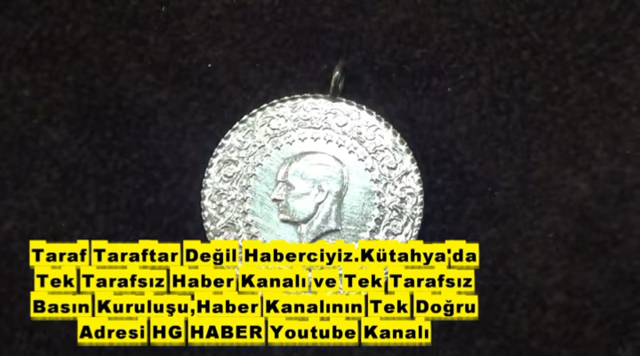 Taraf Taraftar Değil Haberciyiz.Kütahya'da
Tek Tarafsız Haber Kanalı ve Tek Tarafsız
Basın Kuruluşu,Haber Kanalının Tek Doğru
Adresi HG HABER Youtube Kanalı